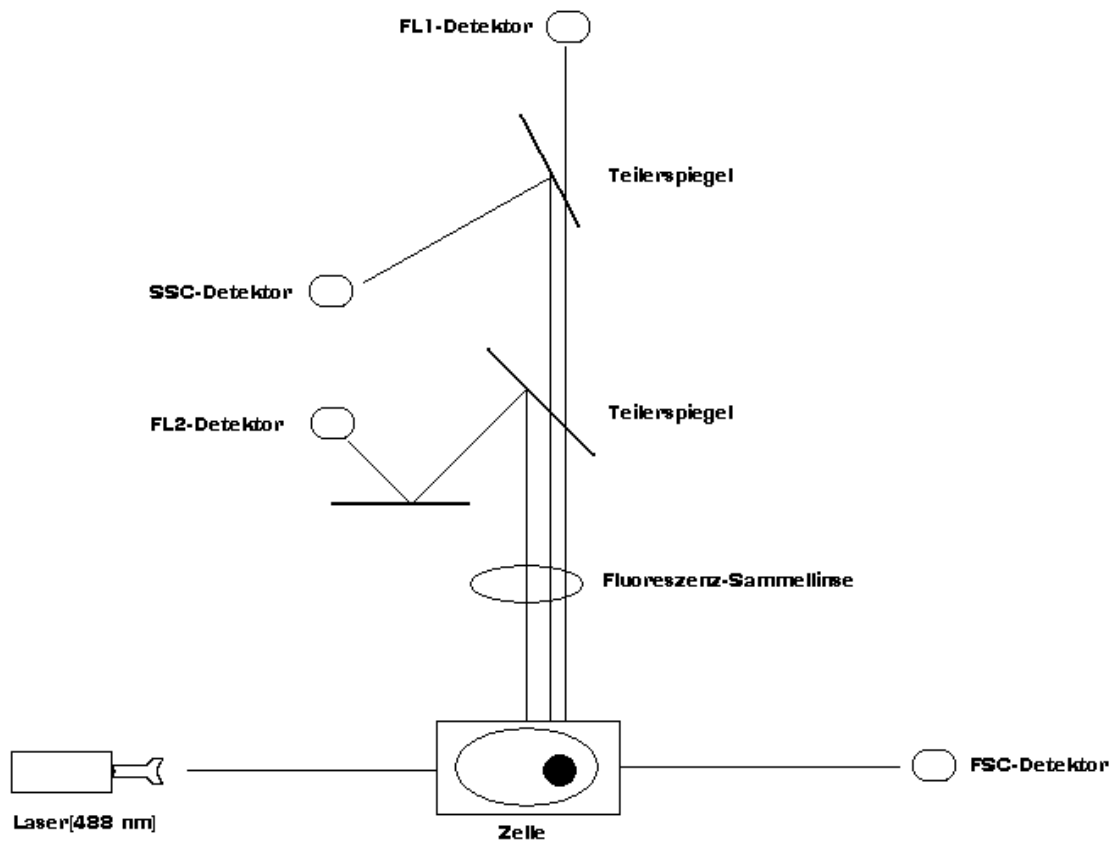 FL1-Detektor
Teilerspiegel
SSC-Detektor
Teilerspiegel
FL2-Detektor
Fluoreszenz-Sammellinse
FSC-Detektor
Laser[488 nm]
Zelle